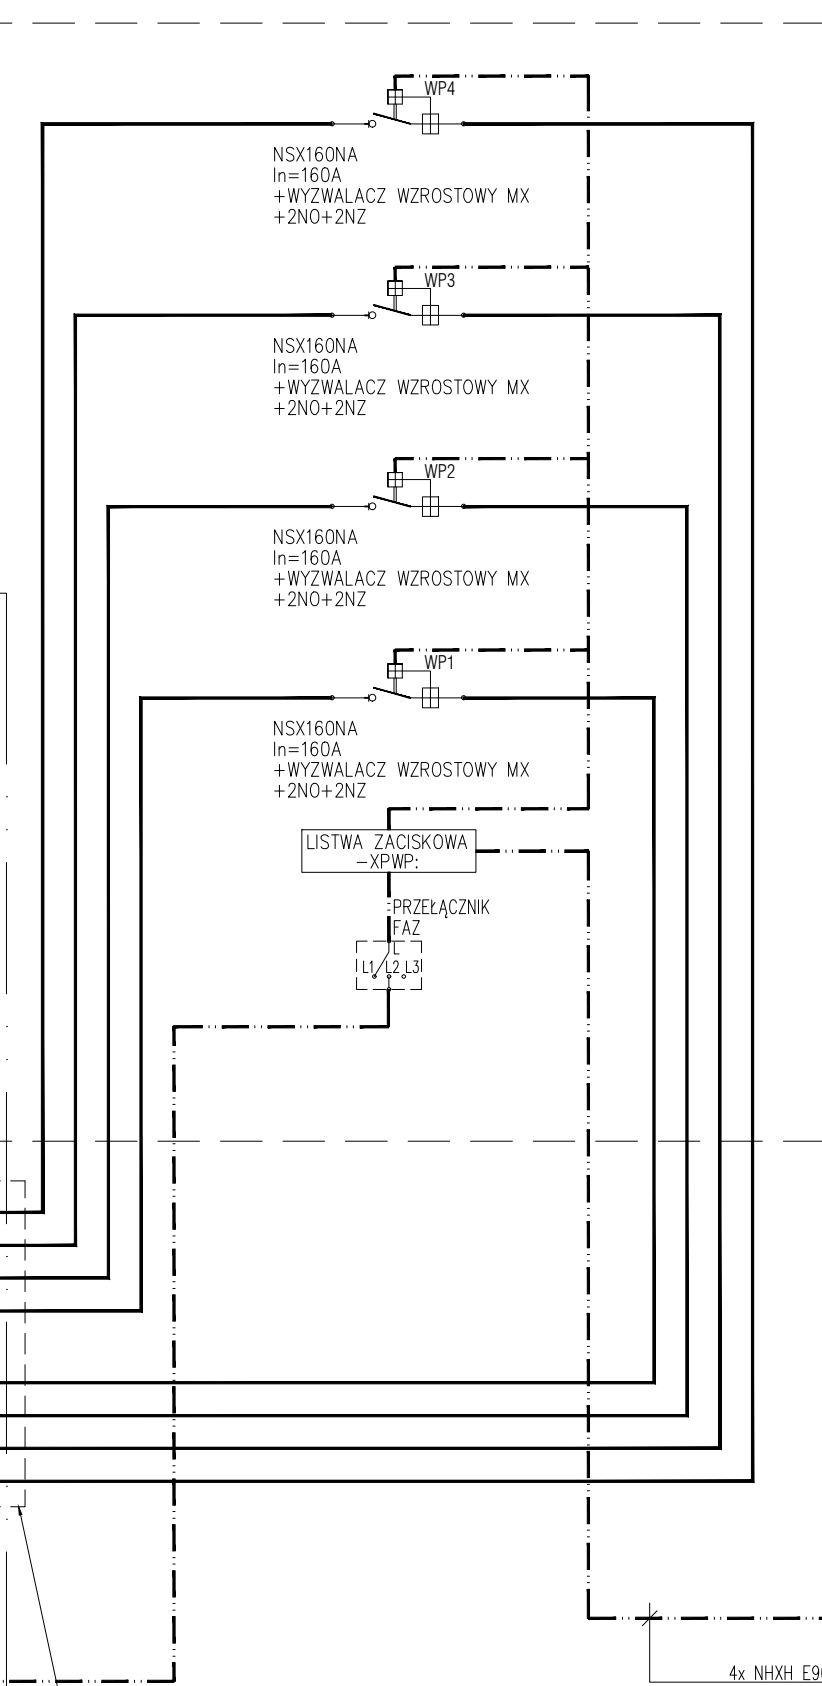 WP4
NSX160NA
In=160A
+WYZWALACZ WZROSTOWY MX
+2NO+2NZ
WP3
NSX160NA
In=160A
+WYZWALACZ WZROSTOWY MX
+2NO+2NZ
WP2
NSX160NA
In=160A
+WYZWALACZ WZROSTOWY MX
+2NO+2NZ
WP1
NSX160NA
In=160A
+WYZWALACZ WZROSTOWY MX
+2NO+2NZ
LISTWA ZACISKOWA
-XPWP:
PRZEŁĄCZNIK
FAZ
L
L1 L2 L3
4x NHXH